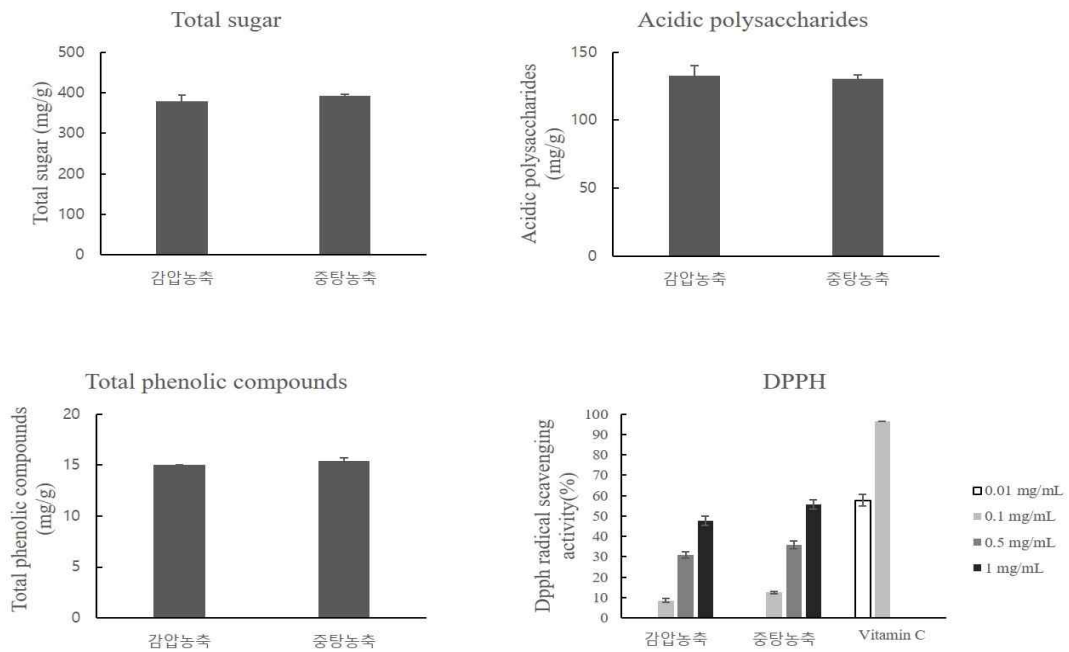 Total sugar
Total sugar (mg/g)
500
400
300
200
100
0
감압농축
중탕농축
Acidic polysaccharides
Acidic polysaccharides
(mg/g)
150
100
50
0
감압농축
중탕농축
Total phenolic compounds
Total phenolic compounds
(mg/g)
20
15
10
5
0
감압농축
중탕농축
DPPH
Dpph radical scavenging
activity(%)
100
90
80
70
60
50
40
30
20
10
0
감압농축
중탕농축
Vitamin C
0.01 mg/mL
0.1 mg/mL
0.5 mg/mL
1 mg/mL